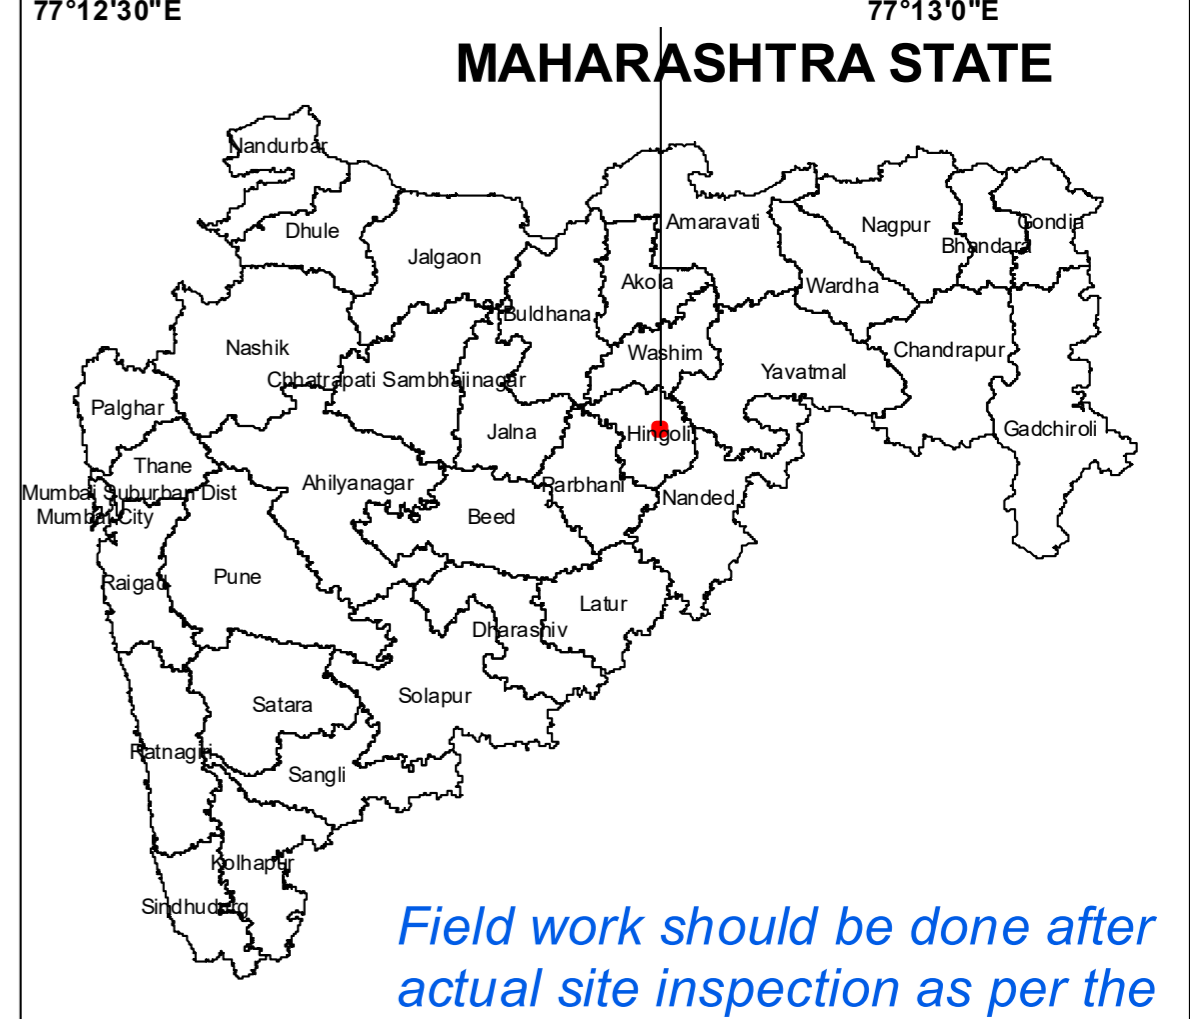 77°12'30"E
77°13'0"E
MAHARASHTRA STATE
Nandurbar
Dhule
Jalgaon
Amaravati
Nagpur
Gondia
Bhandara
Akola
Wardha
Buldhana
Nashik
Washim
Chandrapur
Yavatmal
Chhatrapati Sambhajinagar
Palghar
Jalna
Hingoli
Gadchiroli
Thane
Ahilyanagar
Parbhani
Mumbai Suburban Dist
Nanded
Mumbai City
Beed
Raigad
Pune
Latur
Dharashiv
Solapur
Satara
Ratnagiri
Sangli
Kolhapur
Sindhudurg
Field work should be done after
actual site inspection as per the